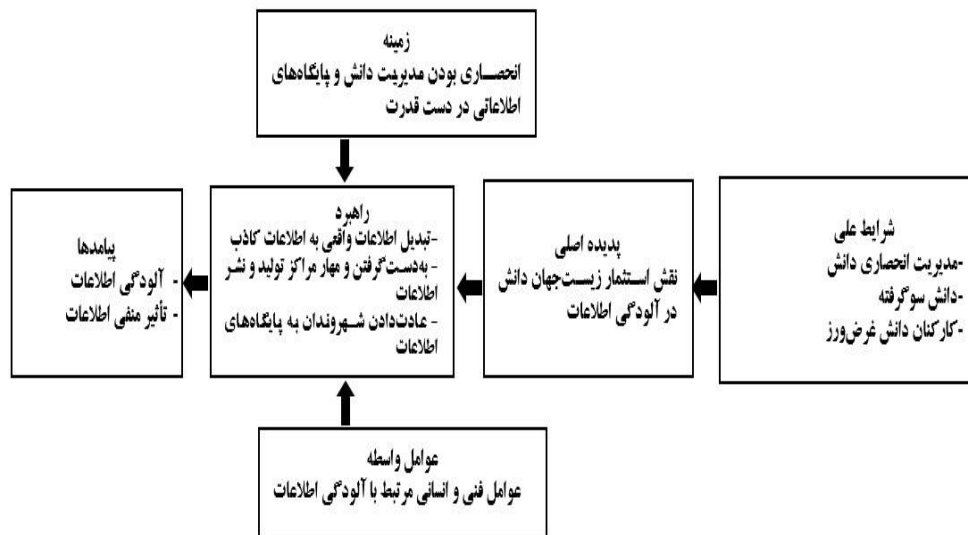 زمینه
انحصاری بودن مدیریت دانش و پایگاه‌های
اطلاعاتی در دست قدرت
شرایط علی
-مدیریت انحصاری دانش
-دانش سوگرفته
-کارکنان دانش غرض‌ورز
پدیده اصلی
نقش استثمار زیست‌جهان دانش
در آلودگی اطلاعات
راهبرد
-تبدیل اطلاعات واقعی به اطلاعات کاذب
- به‌دست‌گرفتن و مهار مراکز تولید و نشر
اطلاعات
- عادت‌دادن شهروندان به پایگاه‌های
اطلاعات
پیامدها
- آلودگی اطلاعات
- تأثیر منفی اطلاعات
عوامل واسطه
عوامل فنی و انسانی مرتبط با آلودگی اطلاعات